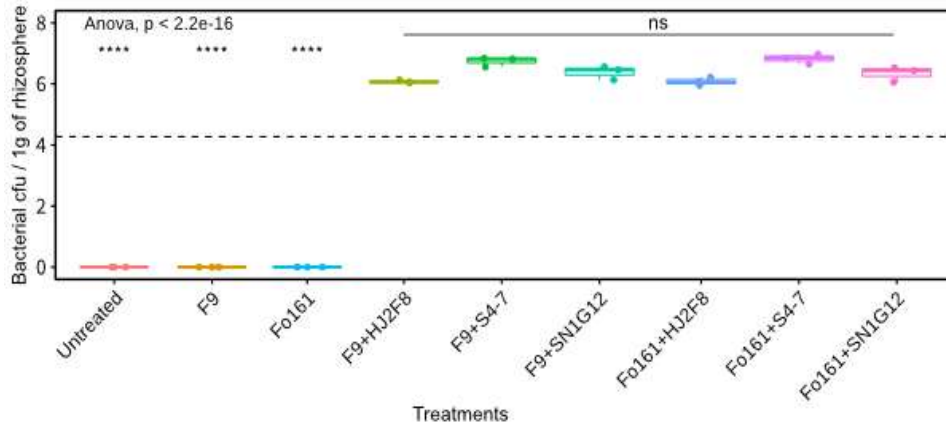 Bacterial cfu / 1g of rhizosphere
8
6
4
2
0
Anova, p < 2.2e-16
**** **** ****
ns
Untreated
F9
Fo161
F9+HJ2F8
F9+S4-7
F9+SN1G12
Fo161+HJ2F8
Fo161+S4-7
Fo161+SN1G12
Treatments